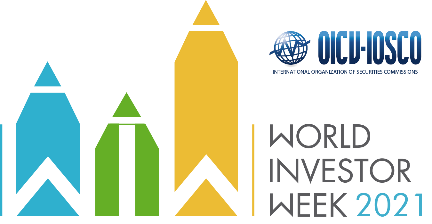 OICU-IOSCO
INTERNATIONAL ORGANIZATION OF SECURITIES COMMISSIONS
WORLD
INVESTOR
WEEK 2021